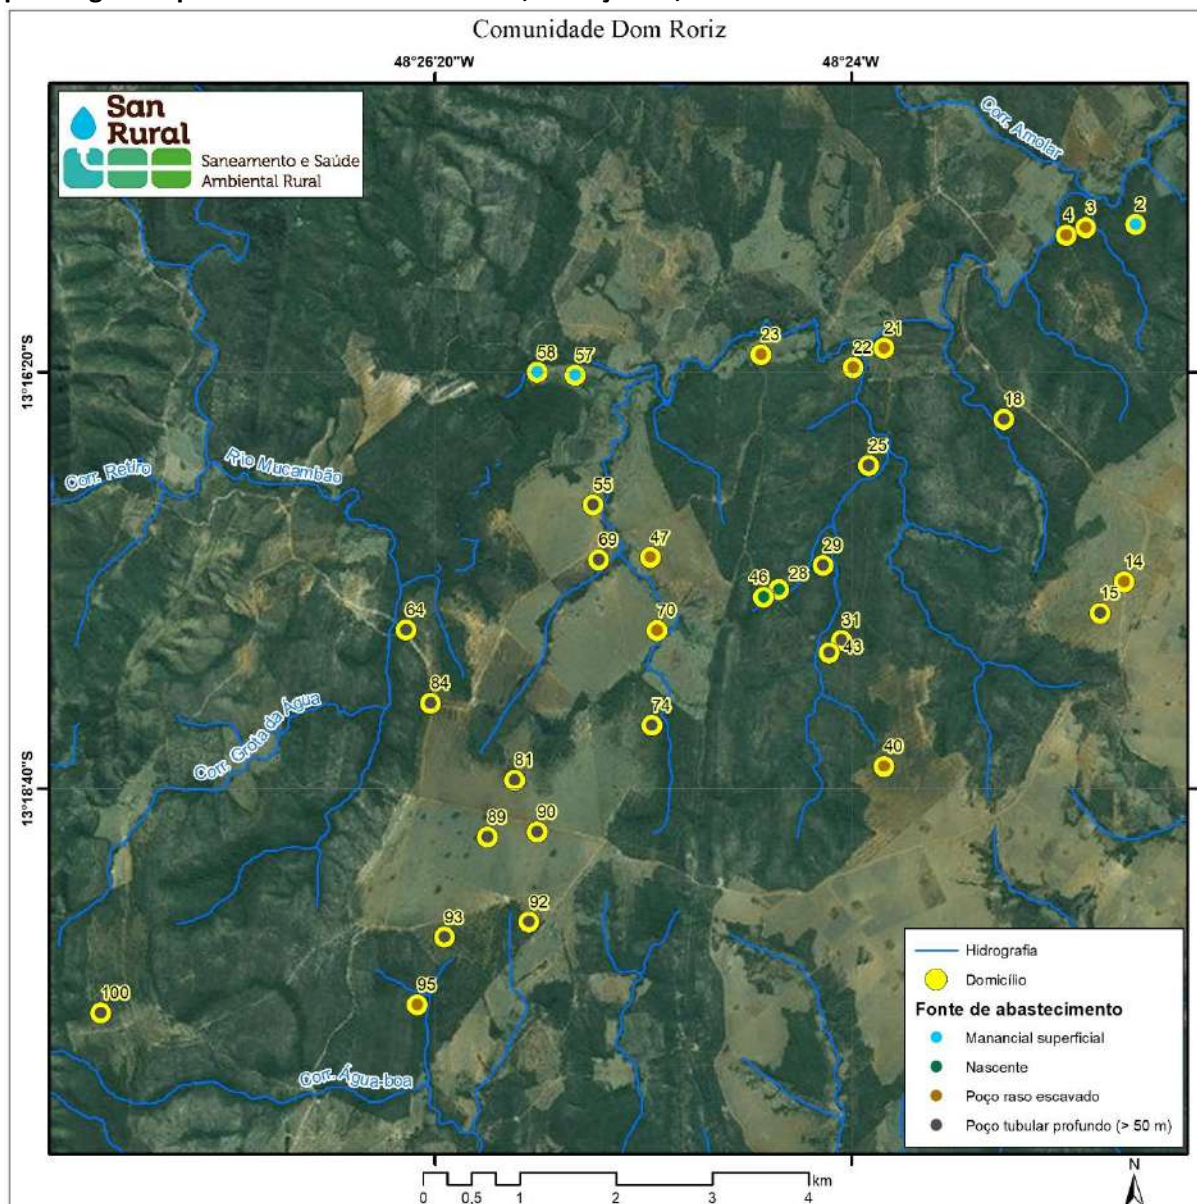 Comunidade Dom Roriz
48°26'20"W
48°24'W
San
Rural
Saneamento e Saúde
Ambiental Rural
Corr. Amolar
2
3
4
23
21
22
58
57
13°16'20"S
18
25
Corr. Retiro
Rio Mucambão
55
47
69
29
14
46
28
15
64
70
31
43
84
74
Corr. Grota da Água
40
81
13°18'40"S
89
90
92
93
95
100
Corr. Água-boa
Hidrografia
Domicílio
Fonte de abastecimento
Manancial superficial
Nascente
Poço raso escavado
Poço tubular profundo (> 50 m)
0 0,5 1 2 3 4 km
N